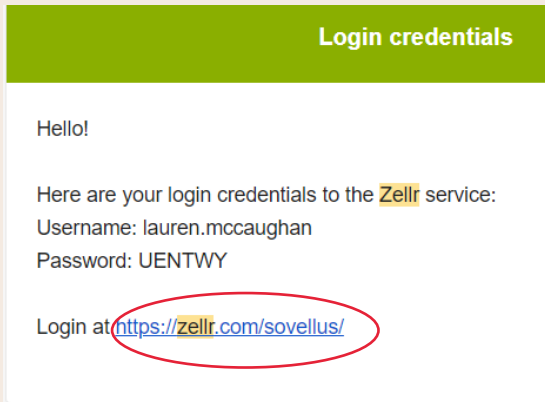 Login credentials
Hello!
Here are your login credentials to the Zellr service:
Username: lauren.mccaughan
Password: UENTWY
Login at https://zellr.com/sovellus/